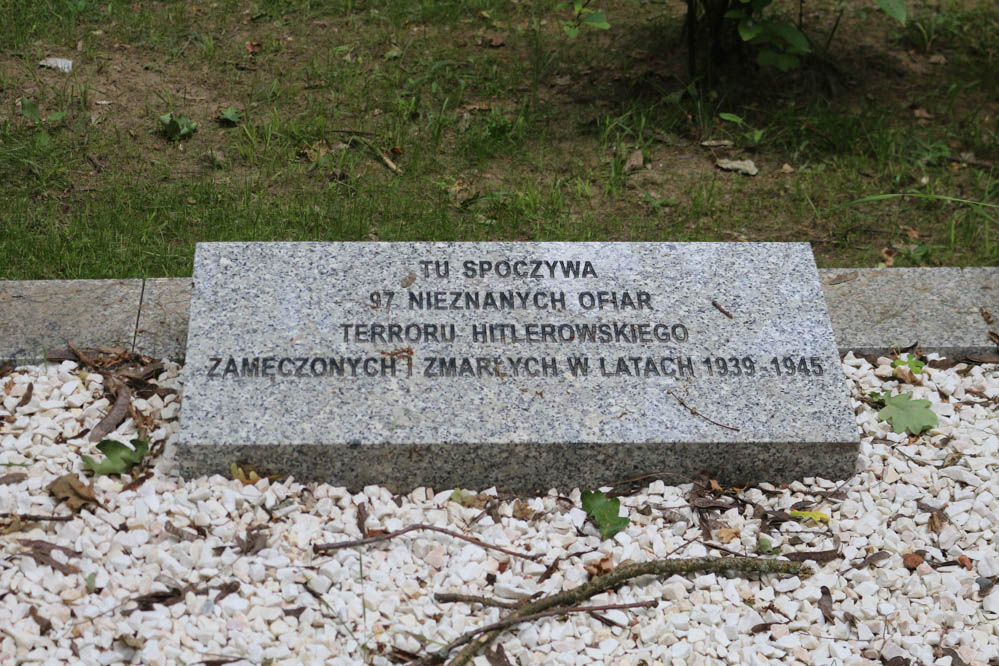 TU SPOCZYWA
97 NIEZNANYCH OFIAR
TERRORU HITLEROWSKIEGO
ZAMĘCZONYCH I ZMARŁYCH W LATACH 1939-1945